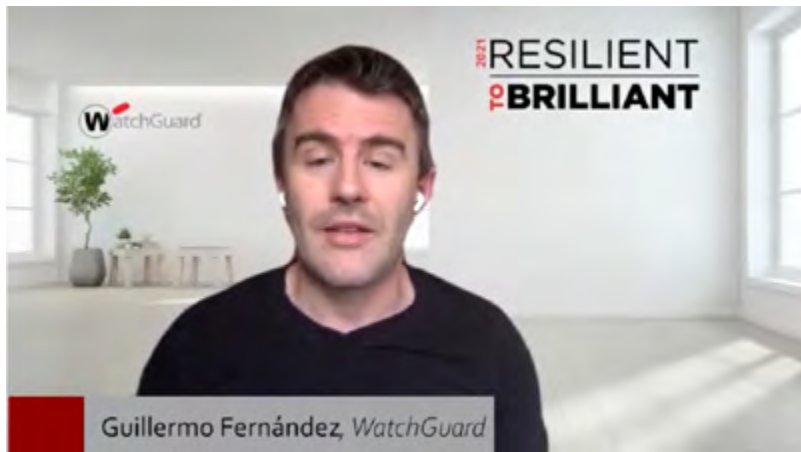 2021 RESILIENT
TO BRILLIANT
WatchGuard
Guillermo Fernández, WatchGuard